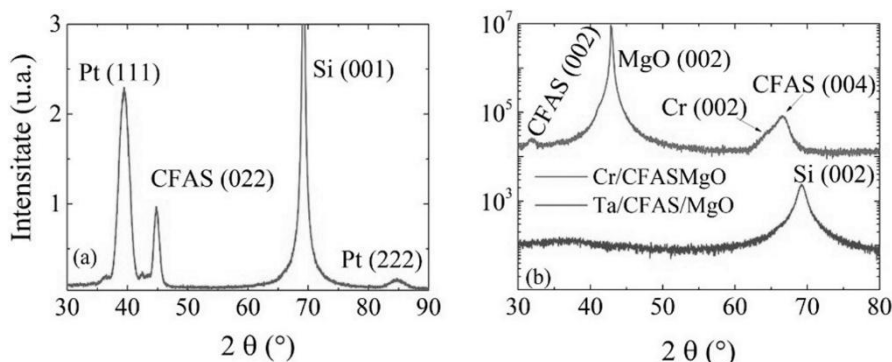 3
2
1
Intensitate (u.a.)
Pt (111)
CFAS (022)
Si (001)
Pt (222)
(a)
30 40 50 60 70 80 90
2 θ (°)
10⁷
10⁵
10³
CFAS (002)
MgO (002)
Cr (002)
CFAS (004)
Si (002)
Cr/CFASMgO
Ta/CFAS/MgO
(b)
30 40 50 60 70 80
2 θ (°)